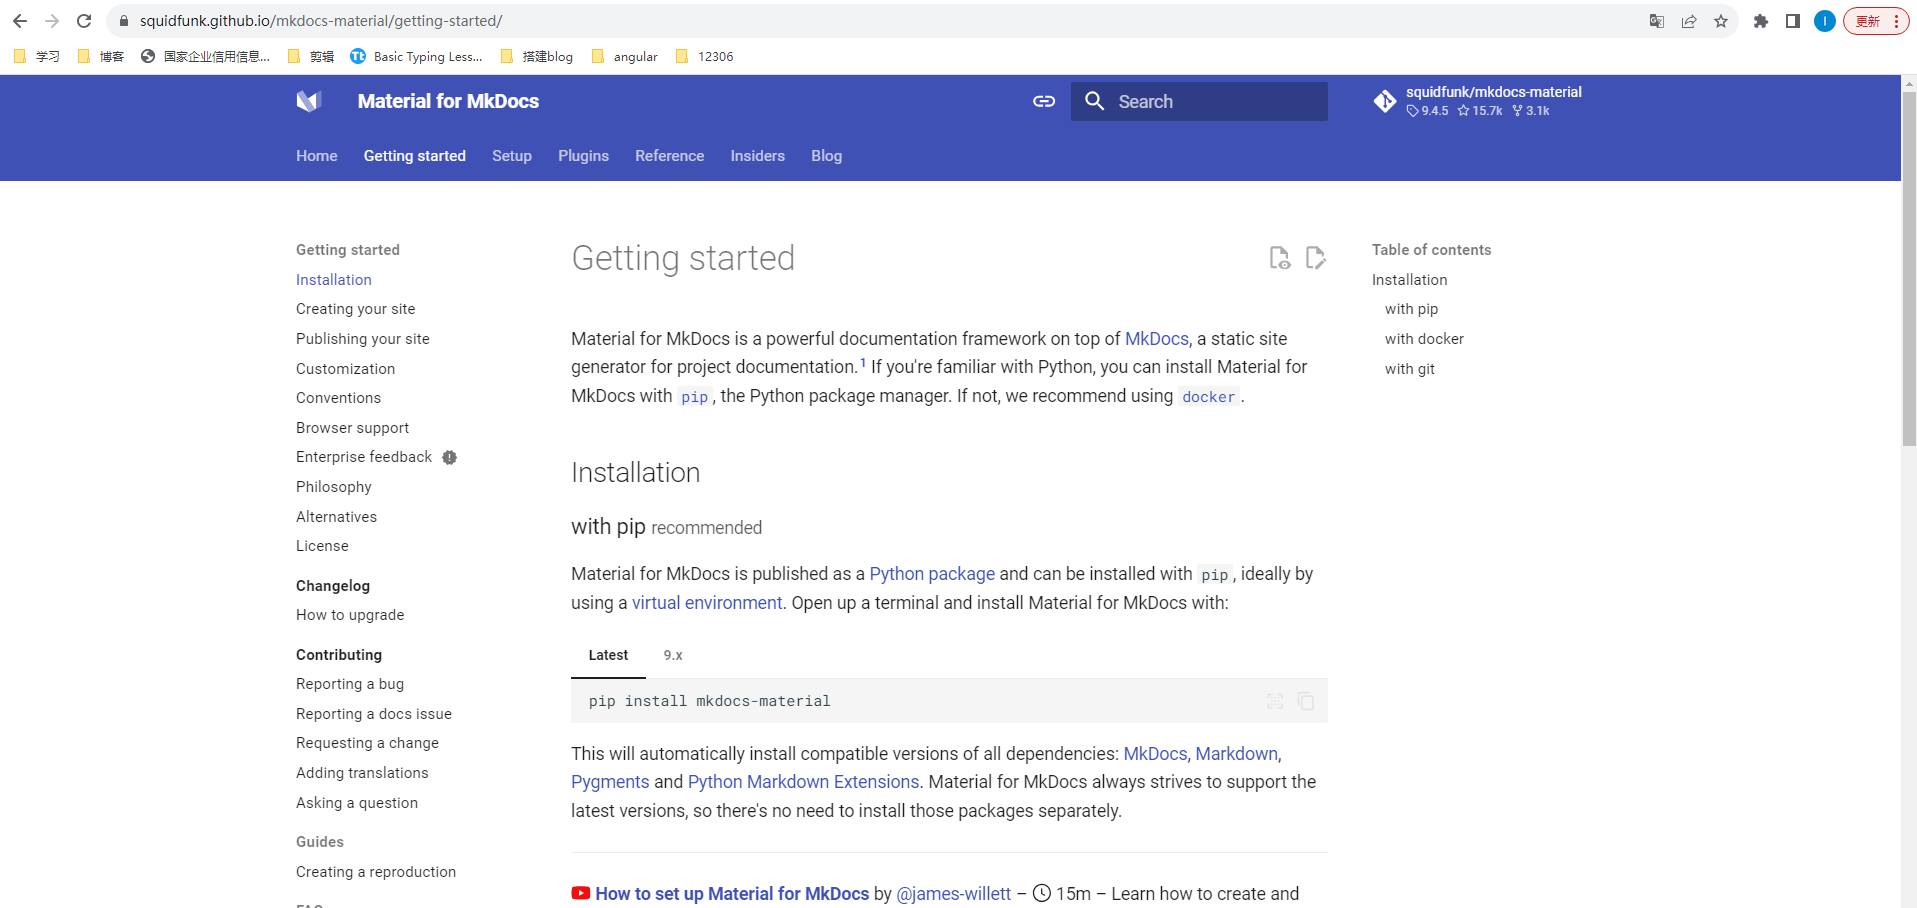 squidfunk.github.io/mkdocs-material/getting-started/
I
更新
学习
博客
国家企业信用信息...
剪辑
Tt
Basic Typing Less...
搭建blog
angular
12306
Material for MkDocs
Search
squidfunk/mkdocs-material
9.4.5 15.7k 3.1k
Home Getting started Setup Plugins Reference Insiders Blog
Getting started
Installation
Creating your site
Publishing your site
Customization
Conventions
Browser support
Enterprise feedback
Philosophy
Alternatives
License
Changelog
How to upgrade
Contributing
Reporting a bug
Reporting a docs issue
Requesting a change
Adding translations
Asking a question
Guides
Creating a reproduction
Getting started
Material for MkDocs is a powerful documentation framework on top of MkDocs, a static site
generator for project documentation.1 If you're familiar with Python, you can install Material for
MkDocs with pip, the Python package manager. If not, we recommend using docker.
Installation
with pip recommended
Material for MkDocs is published as a Python package and can be installed with pip, ideally by
using a virtual environment. Open up a terminal and install Material for MkDocs with:
Latest 9.x
pip install mkdocs-material
This will automatically install compatible versions of all dependencies: MkDocs, Markdown,
Pygments and Python Markdown Extensions. Material for MkDocs always strives to support the
latest versions, so there's no need to install those packages separately.
How to set up Material for MkDocs by @james-willett – 15m – Learn how to create and
Table of contents
Installation
with pip
with docker
with git